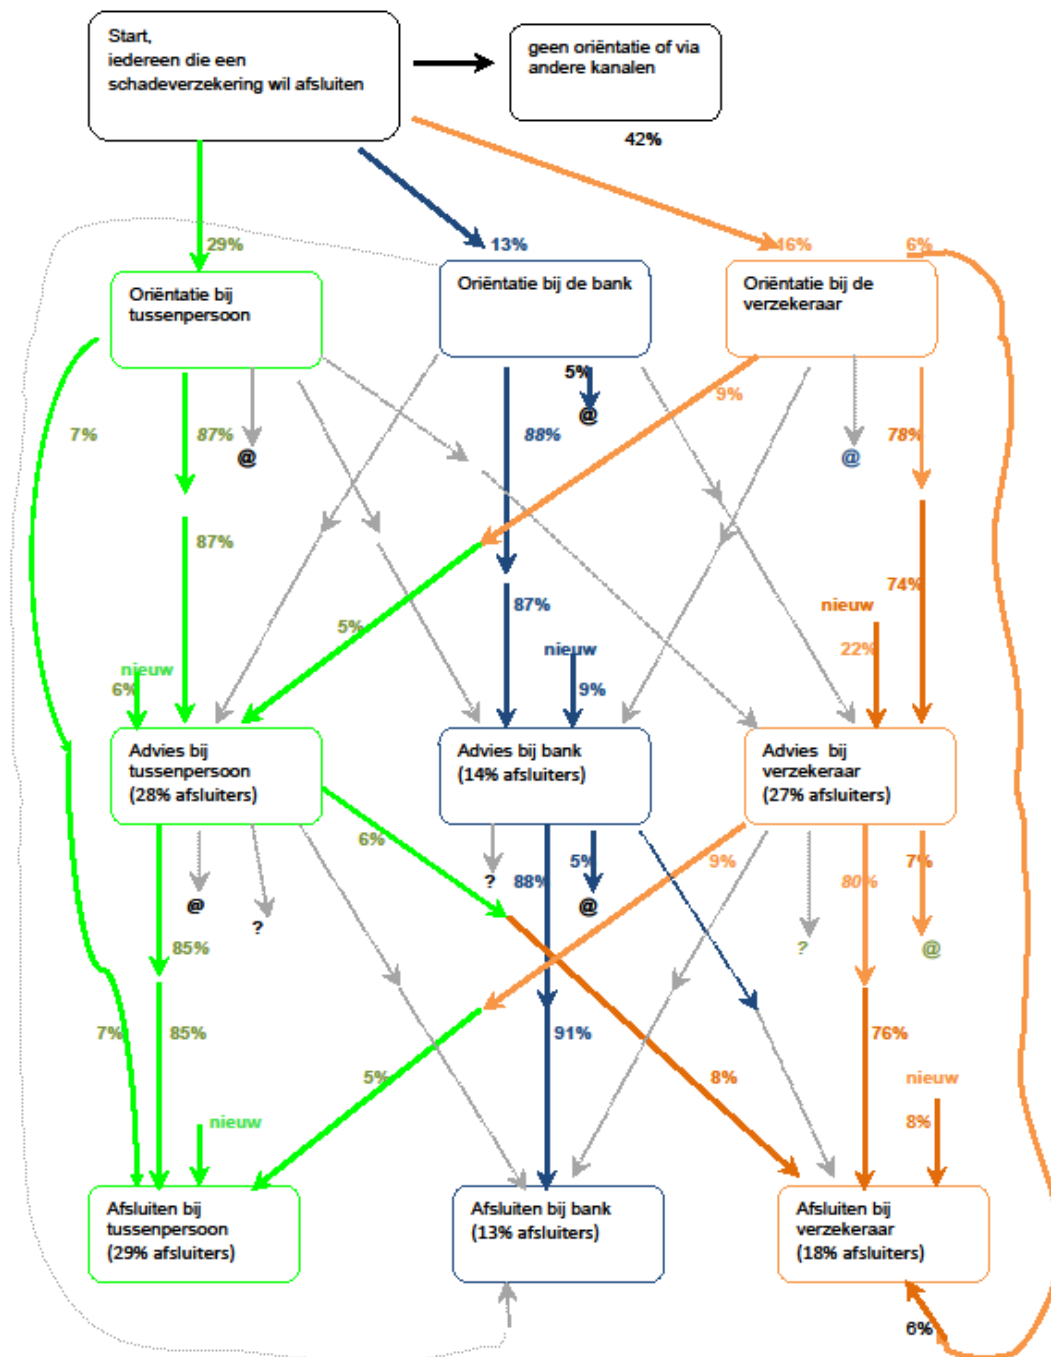 Start,
iedereen die een
schadeverzekering wil afsluiten
geen oriëntatie of via
andere kanalen
42%
29%
13%
16%
6%
Oriëntatie bij
tussenpersoon
Oriëntatie bij de bank
Oriëntatie bij de
verzekeraar
5%
9%
7%
87%
@
88%
@
@
78%
87%
87%
74%
5%
nieuw
22%
nieuw
6%
nieuw
9%
Advies bij
tussenpersoon
(28% afsluiters)
Advies bij bank
(14% afsluiters)
Advies bij
verzekeraar
(27% afsluiters)
6%
?
88%
5%
9%
80%
7%
@
?
@
?
@
85%
7%
85%
91%
76%
5%
8%
nieuw
8%
nieuw
Afsluiten bij
tussenpersoon
(29% afsluiters)
Afsluiten bij bank
(13% afsluiters)
Afsluiten bij
verzekeraar
(18% afsluiters)
6%